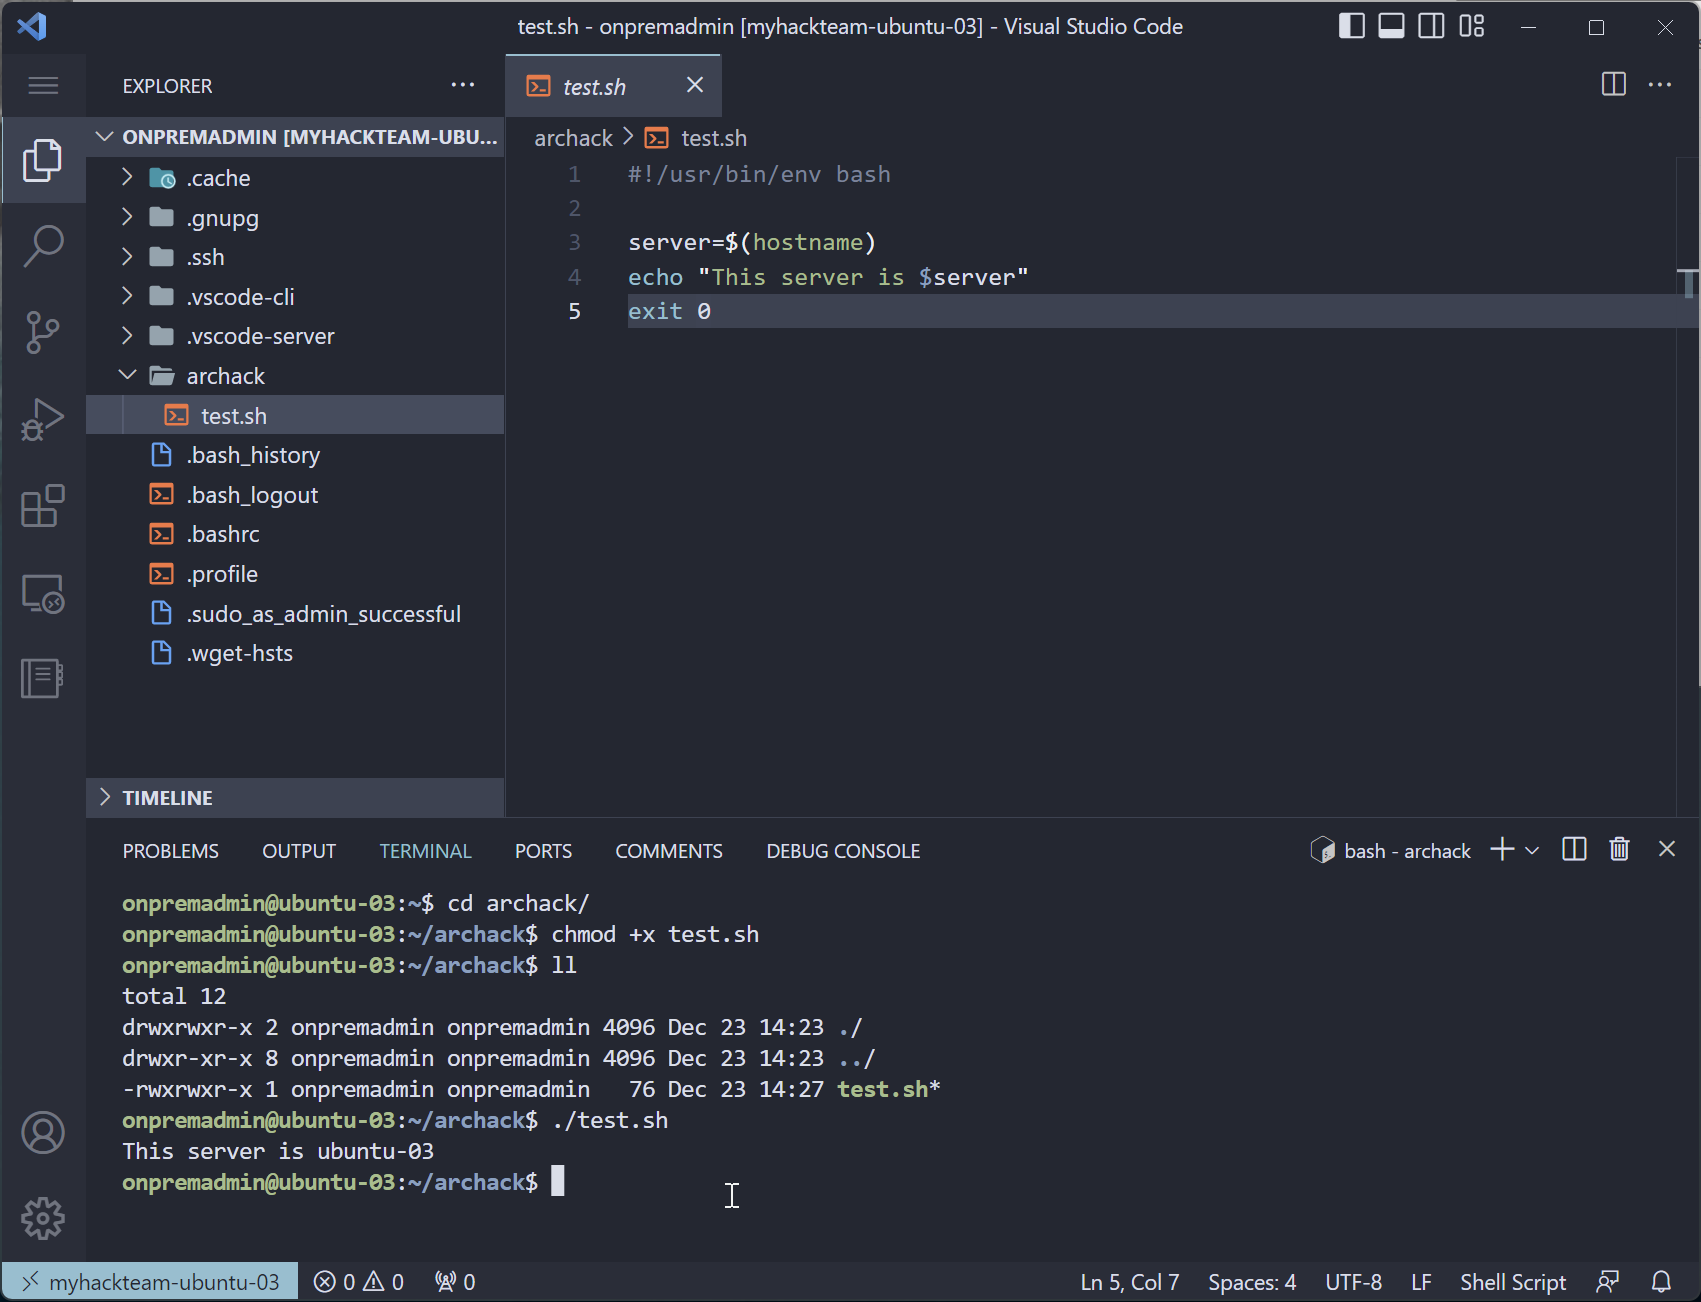 test.sh - onpremadmin [myhackteam-ubuntu-03] - Visual Studio Code
EXPLORER
ONPREMADMIN [MYHACKTEAM-UBU...
.cache
.gnupg
.ssh
.vscode-cli
.vscode-server
archack
test.sh
.bash_history
.bash_logout
.bashrc
.profile
.sudo_as_admin_successful
.wget-hsts
TIMELINE
test.sh
archack > test.sh
1 #!/usr/bin/env bash
2
3 server=$(hostname)
4 echo "This server is $server"
5 exit 0
PROBLEMS OUTPUT TERMINAL PORTS COMMENTS DEBUG CONSOLE
bash - archack
onpremadmin@ubuntu-03:~$ cd archack/
onpremadmin@ubuntu-03:~/archack$ chmod +x test.sh
onpremadmin@ubuntu-03:~/archack$ ll
total 12
drwxrwxr-x 2 onpremadmin onpremadmin 4096 Dec 23 14:23 ./
drwxr-xr-x 8 onpremadmin onpremadmin 4096 Dec 23 14:23 ../
-rwxrwxr-x 1 onpremadmin onpremadmin   76 Dec 23 14:27 test.sh*
onpremadmin@ubuntu-03:~/archack$ ./test.sh
This server is ubuntu-03
onpremadmin@ubuntu-03:~/archack$
myhackteam-ubuntu-03 0 0 0 Ln 5, Col 7 Spaces: 4 UTF-8 LF Shell Script